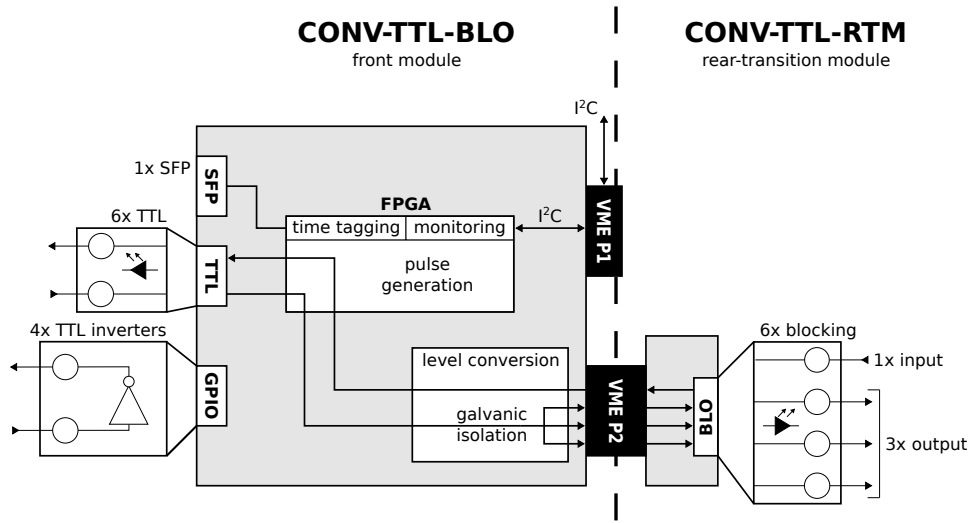 CONV-TTL-BLO
front module
CONV-TTL-RTM
rear-transition module
I²C
1x SFP
SFP
FPGA
time tagging
monitoring
pulse
generation
I²C
VME P1
6x TTL
TTL
4x TTL inverters
GPIO
level conversion
galvanic
isolation
VME P2
BLO
6x blocking
1x input
3x output